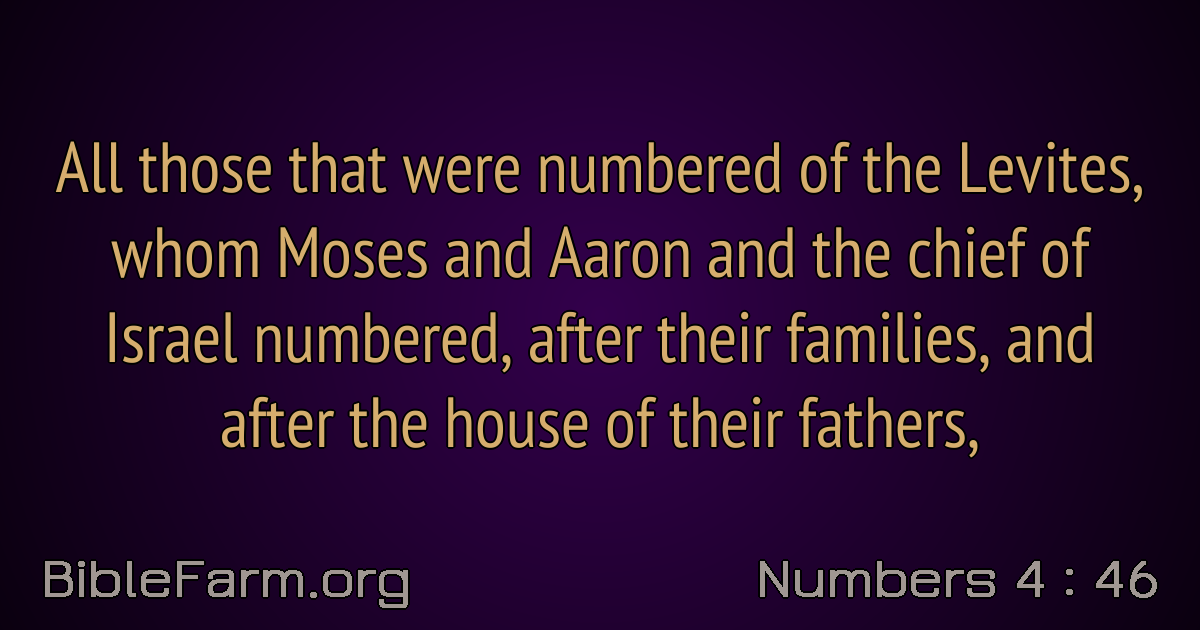 All those that were numbered of the Levites,
whom Moses and Aaron and the chief of
Israel numbered, after their families, and
after the house of their fathers,
BibleFarm.org
Numbers 4 : 46